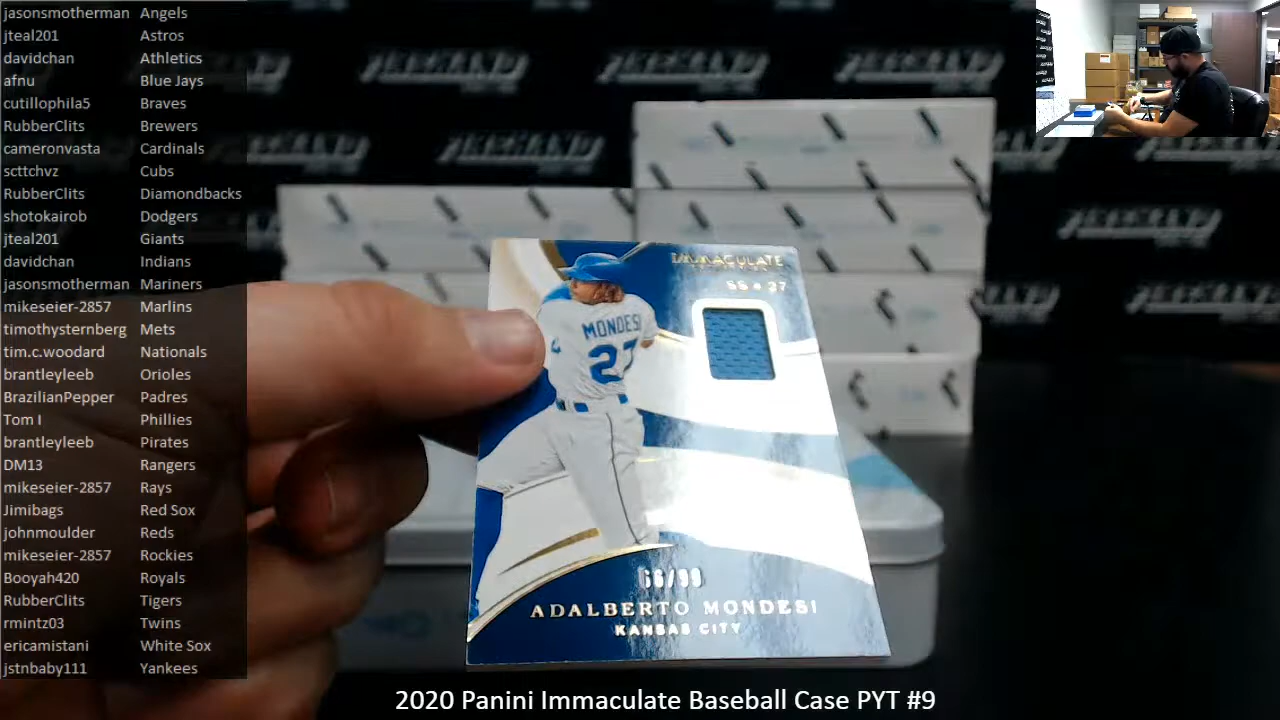 jasonsmotherman Angels
jteal201 Astros
davidchan Athletics
afnu Blue Jays
cutillophila5 Braves
RubberClits Brewers
cameronvasta Cardinals
scttchvz Cubs
RubberClits Diamondbacks
shotokairob Dodgers
jteal201 Giants
davidchan Indians
jasonsmotherman Mariners
mikeseier-2857 Marlins
timothysternberg Mets
tim.c.woodard Nationals
brantleyleeb Orioles
BrazilianPepper Padres
Tom I Phillies
brantleyleeb Pirates
DM13 Rangers
mikeseier-2857 Rays
Jimibags Red Sox
johnmoulder Reds
mikeseier-2857 Rockies
Booyah420 Royals
RubberClits Tigers
rmintz03 Twins
ericamistani White Sox
jstnbaby111 Yankees
IMMACULATE
COLLECTION
SS • 27
MONDESI
27
66/99
ADALBERTO MONDESI
KANSAS CITY
2020 Panini Immaculate Baseball Case PYT #9